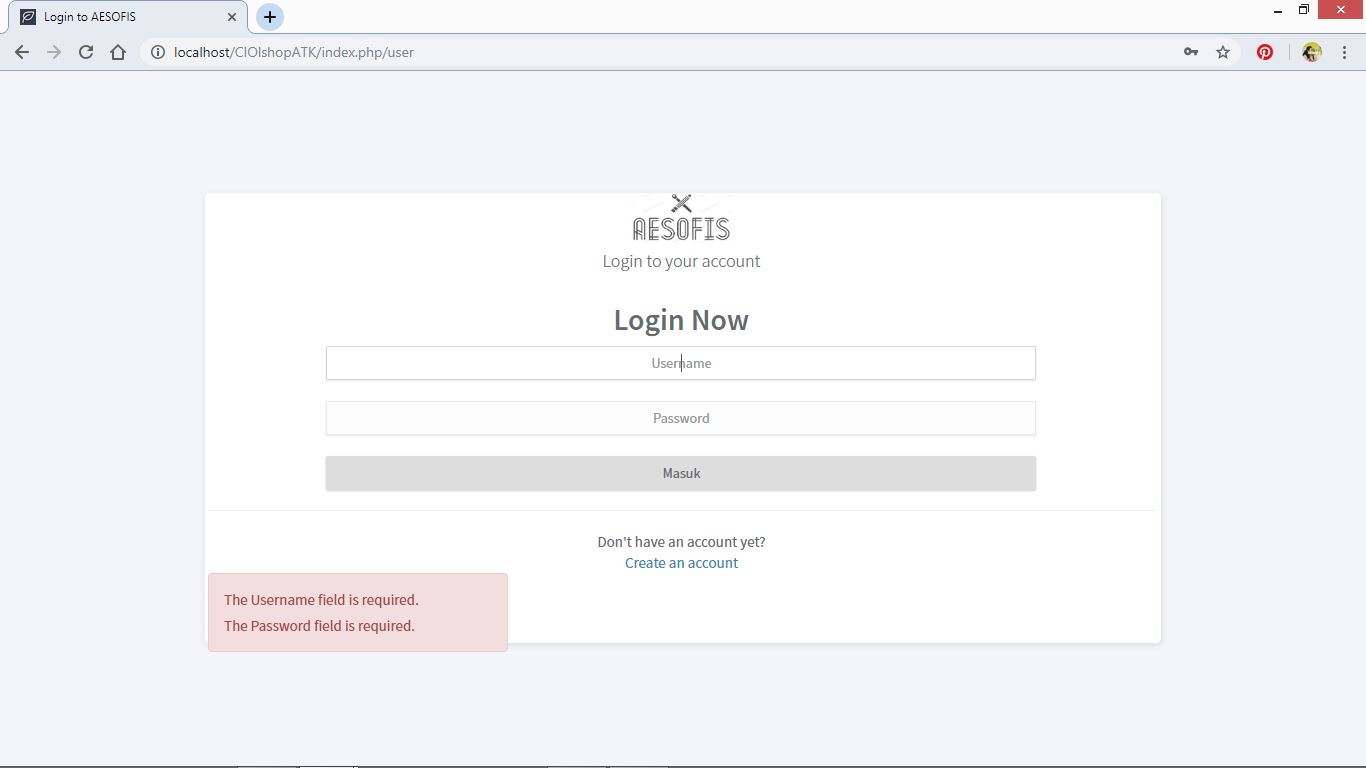 Login to AESOFIS
localhost/CIOlshopATK/index.php/user
AESOFIS
Login to your account
Login Now
Username
Password
Masuk
Don't have an account yet?
Create an account
The Username field is required.
The Password field is required.